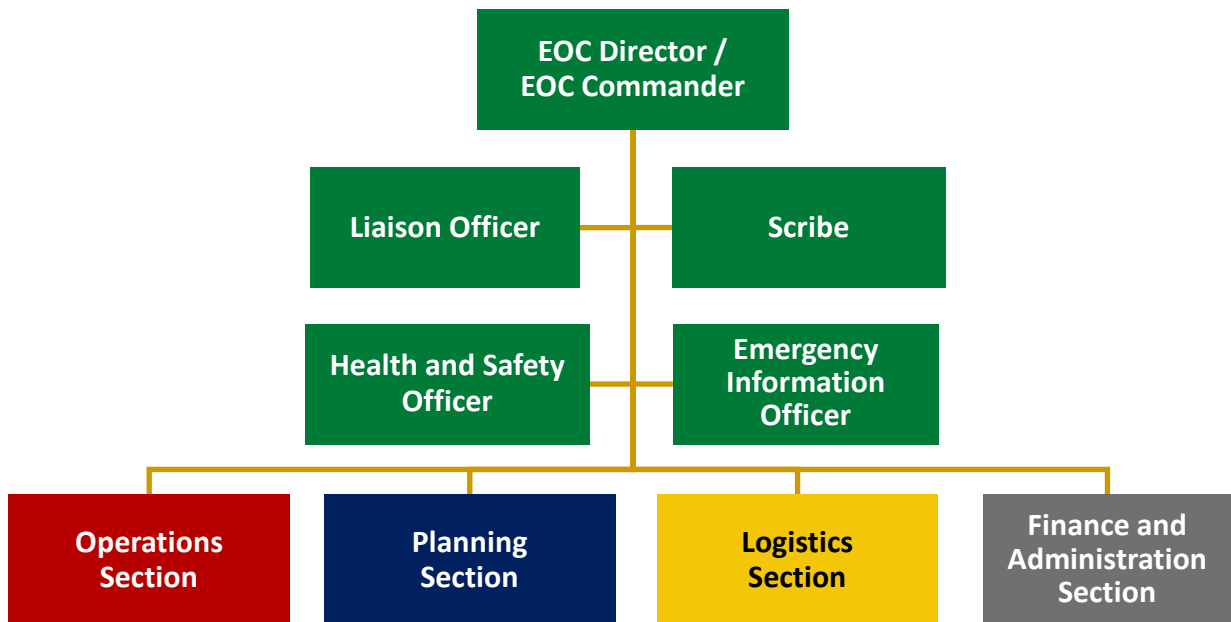 EOC Director /
EOC Commander
Liaison Officer
Scribe
Health and Safety
Officer
Emergency
Information
Officer
Operations
Section
Planning
Section
Logistics
Section
Finance and
Administration
Section